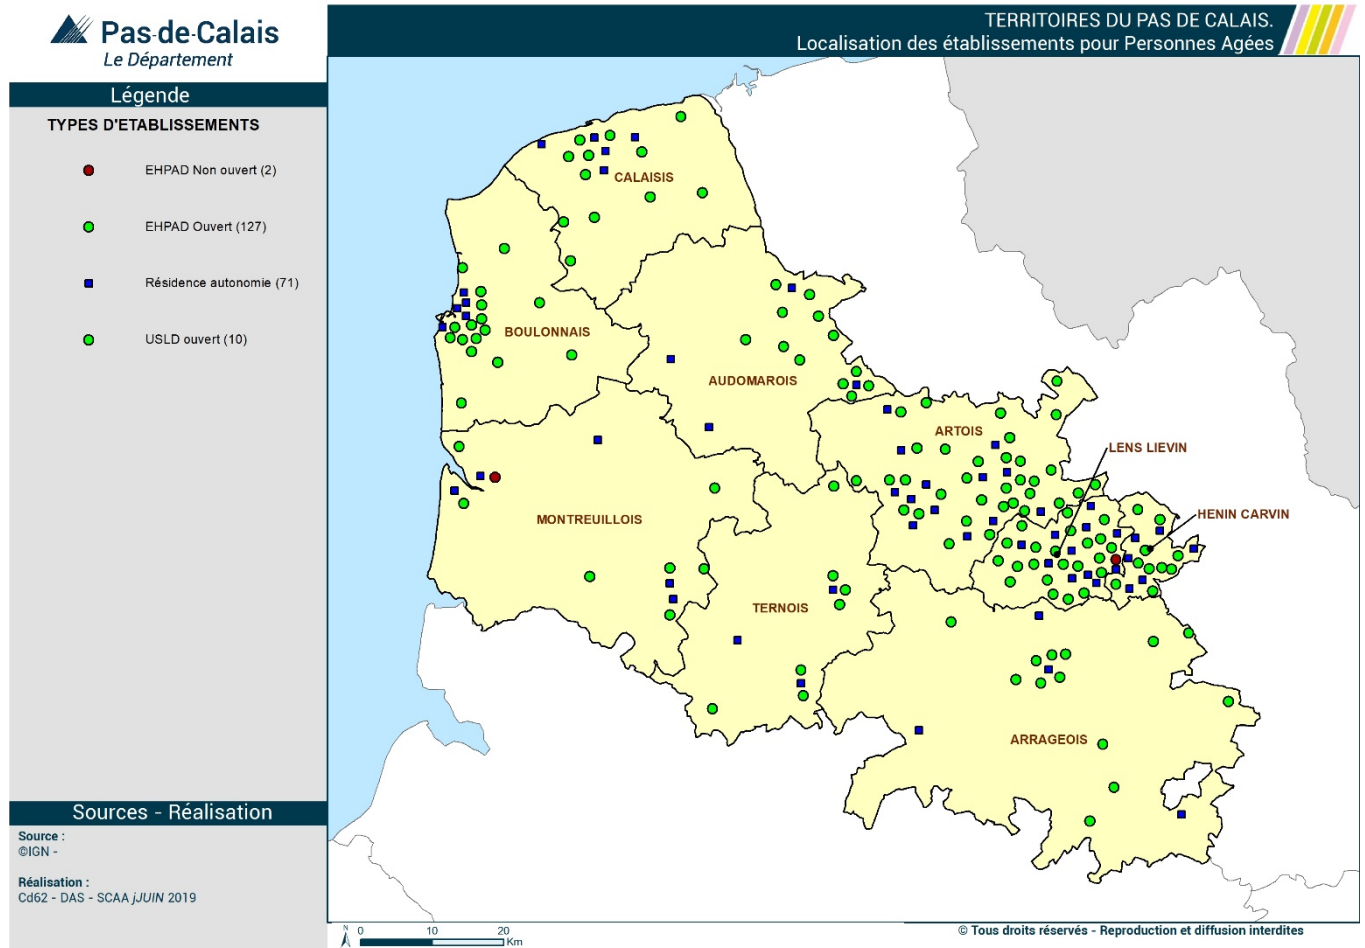 Pas-de-Calais
Le Département
Légende
TYPES D'ETABLISSEMENTS
EHPAD Non ouvert (2)
EHPAD Ouvert (127)
Résidence autonomie (71)
USLD ouvert (10)
Sources - Réalisation
Source :
©IGN -
Réalisation :
Cd62 - DAS - SCAA jJUIN 2019
TERRITOIRES DU PAS DE CALAIS.
Localisation des établissements pour Personnes Agées
CALAISIS
BOULONNAIS
AUDOMAROIS
ARTOIS
LENS LIEVIN
HENIN CARVIN
MONTREUILLOIS
TERNOIS
ARRAGEOIS
N
0 10 20
Km
© Tous droits réservés - Reproduction et diffusion interdites